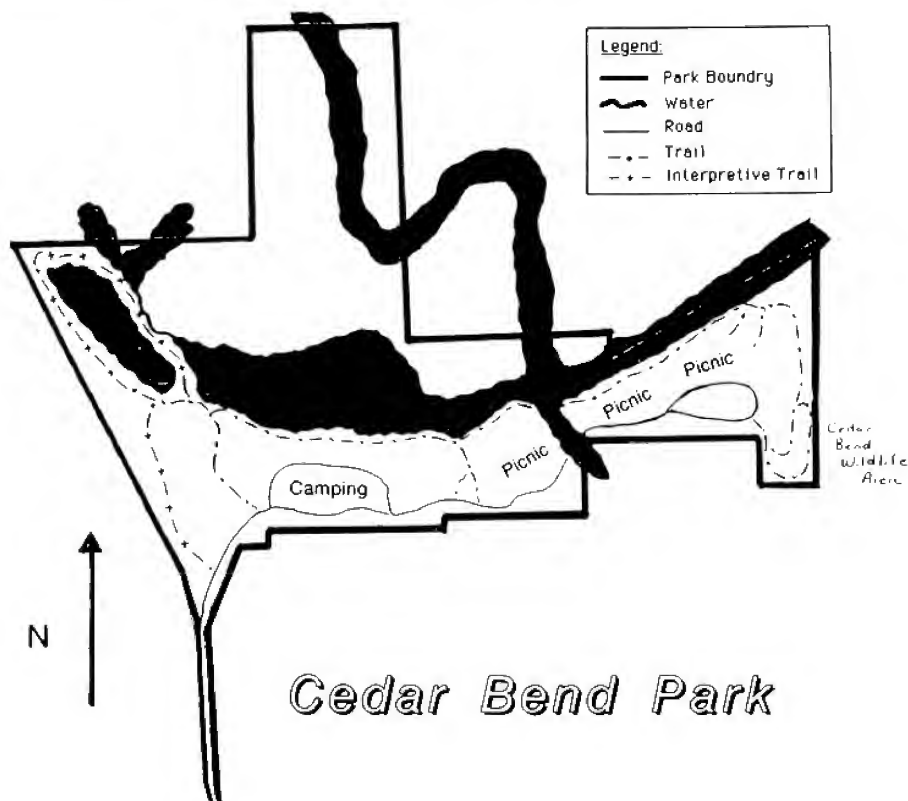 Legend:
Park Boundry
Water
Road
Trail
Interpretive Trail
Picnic
Picnic
Picnic
Camping
Cedar
Bend
Wildlife
Area
N
Cedar Bend Park